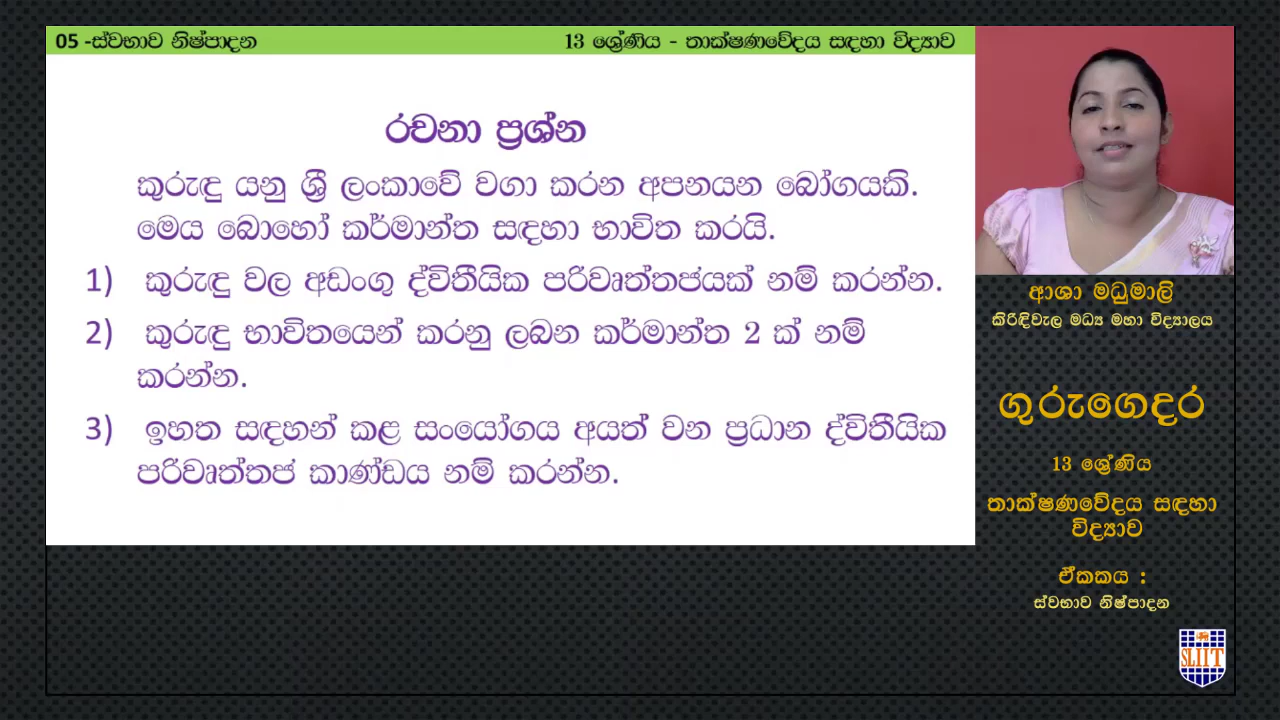 05 -ස්වභාව නිෂ්පාදන
13 ශ්‍රේණිය - තාක්ෂණවේදය සඳහා විද්‍යාව
රචනා ප්‍රශ්න
කුරුඳු යනු ශ්‍රී ලංකාවේ වගා කරන අපනයන බෝගයකි.
මෙය බොහෝ කර්මාන්ත සඳහා භාවිත කරයි.
1) කුරුඳු වල අඩංගු ද්විතීයික පරිවෘත්තජයක් නම් කරන්න.
2) කුරුඳු භාවිතයෙන් කරනු ලබන කර්මාන්ත 2 ක් නම්
කරන්න.
3) ඉහත සඳහන් කළ සංයෝගය අයත් වන ප්‍රධාන ද්විතීයික
පරිවෘත්තජ කාණ්ඩය නම් කරන්න.
ආශා මධුමාලි
කිරිඳිවැල මධ්‍ය මහා විද්‍යාලය
ගුරුගෙදර
13 ශ්‍රේණිය
තාක්ෂණවේදය සඳහා
විද්‍යාව
ඒකකය :
ස්වභාව නිෂ්පාදන
SLIIT